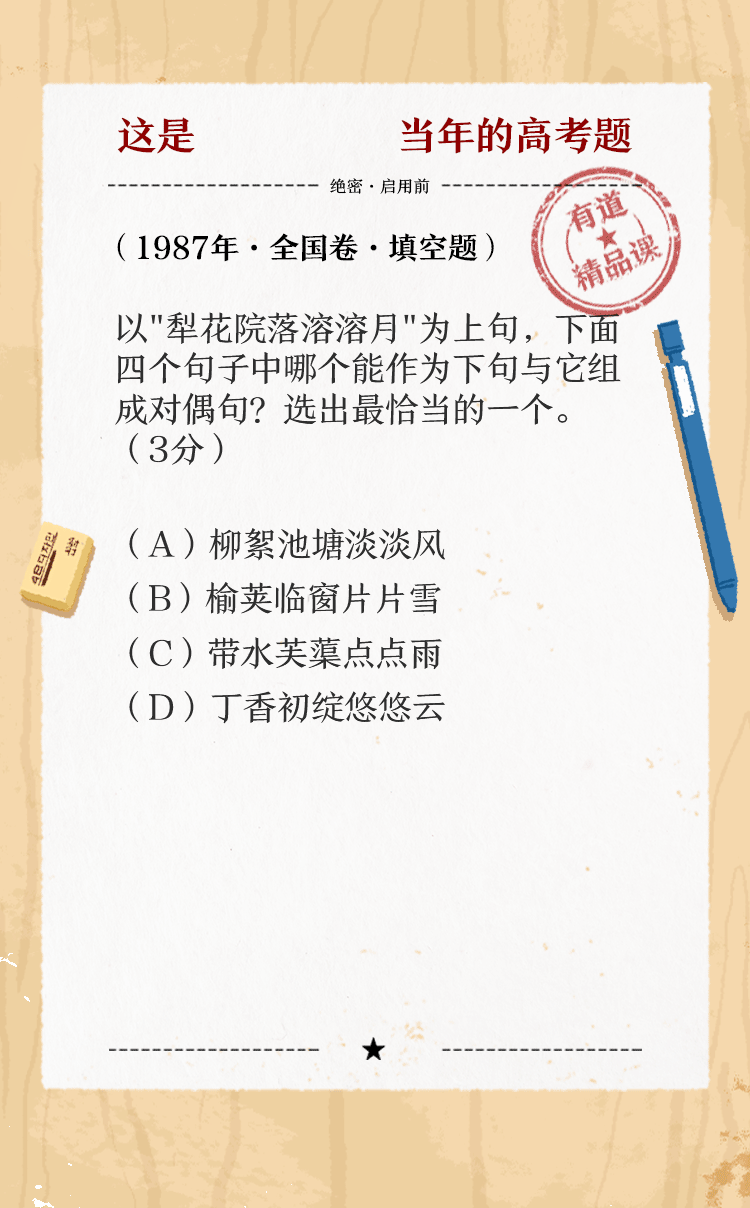 这是 当年的高考题
绝密·启用前
有道
精品课
（1987年·全国卷·填空题）
以"犁花院落溶溶月"为上句，下面
四个句子中哪个能作为下句与它组
成对偶句？选出最恰当的一个。
（3分）
（A）柳絮池塘淡淡风
（B）榆荚临窗片片雪
（C）带水芙蕖点点雨
（D）丁香初绽悠悠云